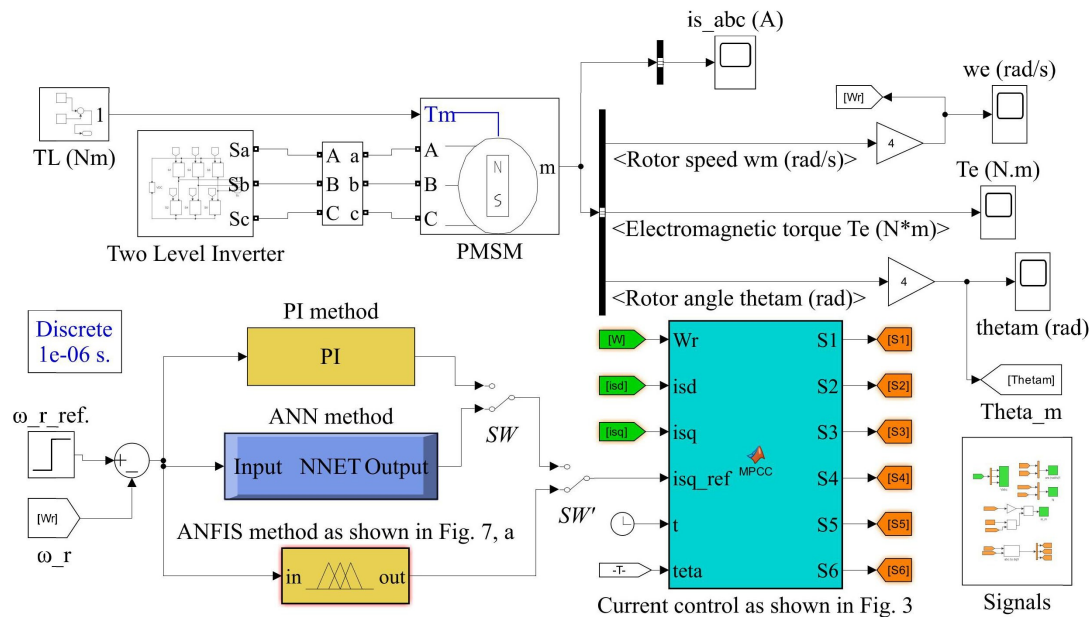 is_abc (A)
we (rad/s)
[Wr]
1
TL (Nm)
Tm
4
<Rotor speed wm (rad/s)>
Sa
A
a
A
Te (N.m)
m
N
S
Sb
B
b
B
Sc
C
c
C
<Electromagnetic torque Te (N*m)>
Two Level Inverter
PMSM
4
<Rotor angle thetam (rad)>
thetam (rad)
PI method
Discrete
1e-06 s.
PI
[W]
Wr
S1
[S1]
[isd]
isd
S2
[S2]
[Thetam]
Theta_m
ω_r_ref.
ANN method
SW
[isq]
isq
S3
[S3]
Input
NNET
Output
MPCC
isq_ref
S4
[S4]
[Wr]
ω_r
SW'
t
S5
[S5]
ANFIS method as shown in Fig. 7, a
in
out
-T-
teta
S6
[S6]
Current control as shown in Fig. 3
Signals